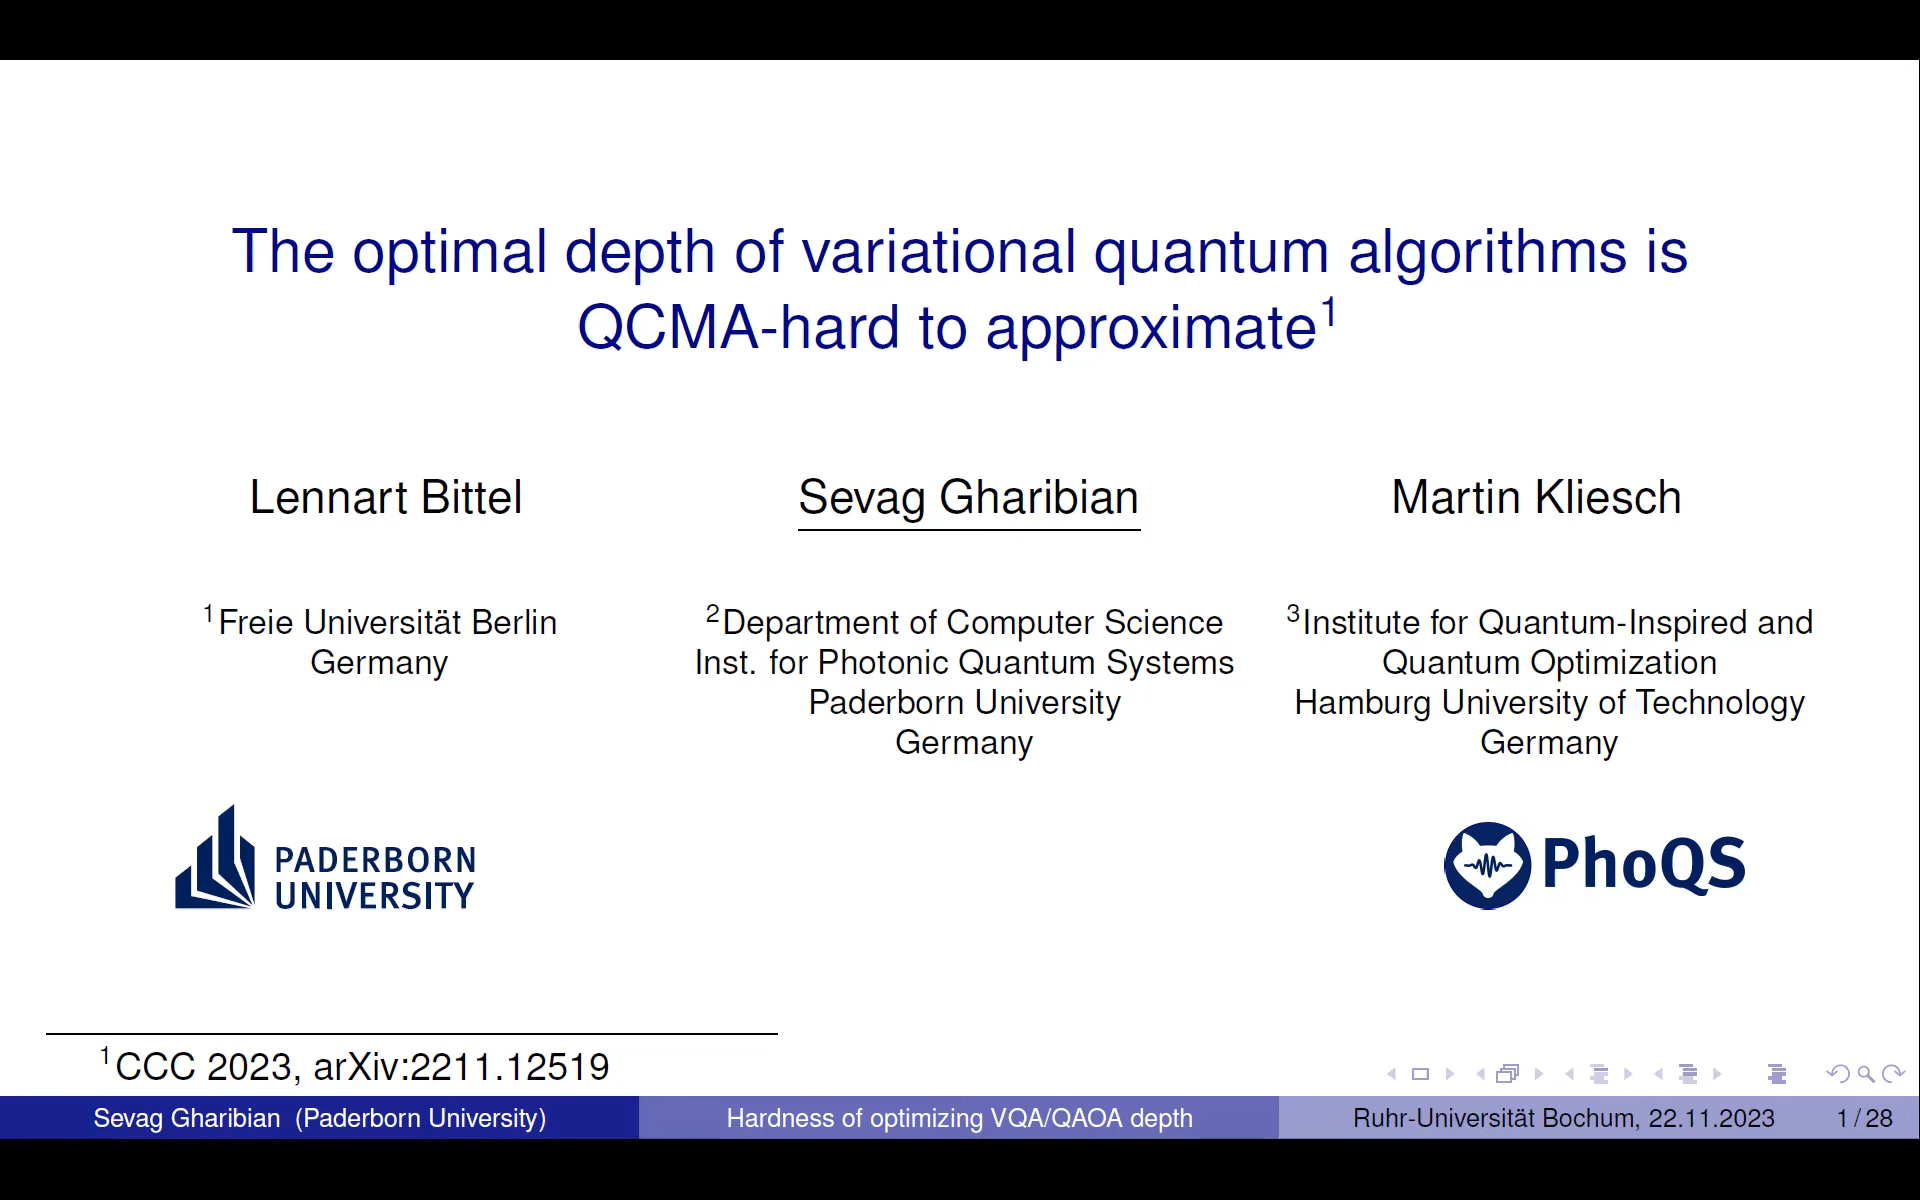 The optimal depth of variational quantum algorithms is
QCMA-hard to approximate¹
Lennart Bittel
Sevag Gharibian
Martin Kliesch
¹Freie Universität Berlin
Germany
²Department of Computer Science
Inst. for Photonic Quantum Systems
Paderborn University
Germany
³Institute for Quantum-Inspired and
Quantum Optimization
Hamburg University of Technology
Germany
PADERBORN
UNIVERSITY
PhoQS
¹CCC 2023, arXiv:2211.12519
Sevag Gharibian (Paderborn University)
Hardness of optimizing VQA/QAOA depth
Ruhr-Universität Bochum, 22.11.2023
1 / 28